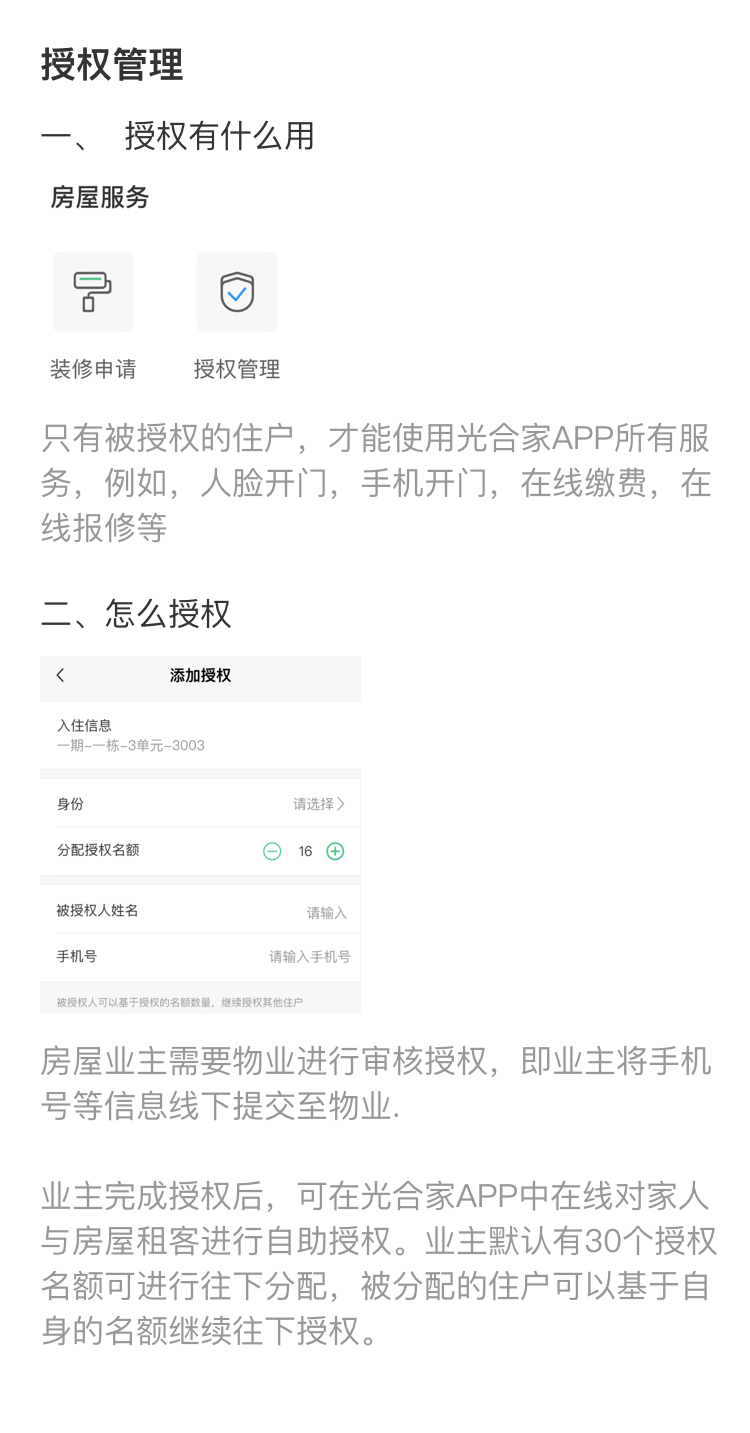 授权管理
一、 授权有什么用
房屋服务
装修申请 授权管理
只有被授权的住户，才能使用光合家APP所有服
务，例如，人脸开门，手机开门，在线缴费，在
线报修等
二、怎么授权
添加授权
入住信息
一期-一栋-3单元-3003
身份 请选择
分配授权名额 16
被授权人姓名 请输入
手机号 请输入手机号
被授权人可以基于授权的名额数量，继续授权其他住户
房屋业主需要物业进行审核授权，即业主将手机
号等信息线下提交至物业.
业主完成授权后，可在光合家APP中在线对家人
与房屋租客进行自助授权。业主默认有30个授权
名额可进行往下分配，被分配的住户可以基于自
身的名额继续往下授权。